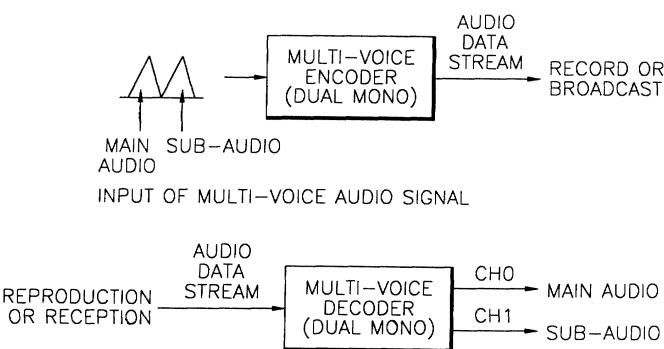 MULTI-VOICE
ENCODER
(DUAL MONO)
AUDIO
DATA
STREAM
RECORD OR
BROADCAST
MAIN
AUDIO
SUB-AUDIO
INPUT OF MULTI-VOICE AUDIO SIGNAL
REPRODUCTION
OR RECEPTION
AUDIO
DATA
STREAM
MULTI-VOICE
DECODER
(DUAL MONO)
CH0
MAIN AUDIO
CH1
SUB-AUDIO